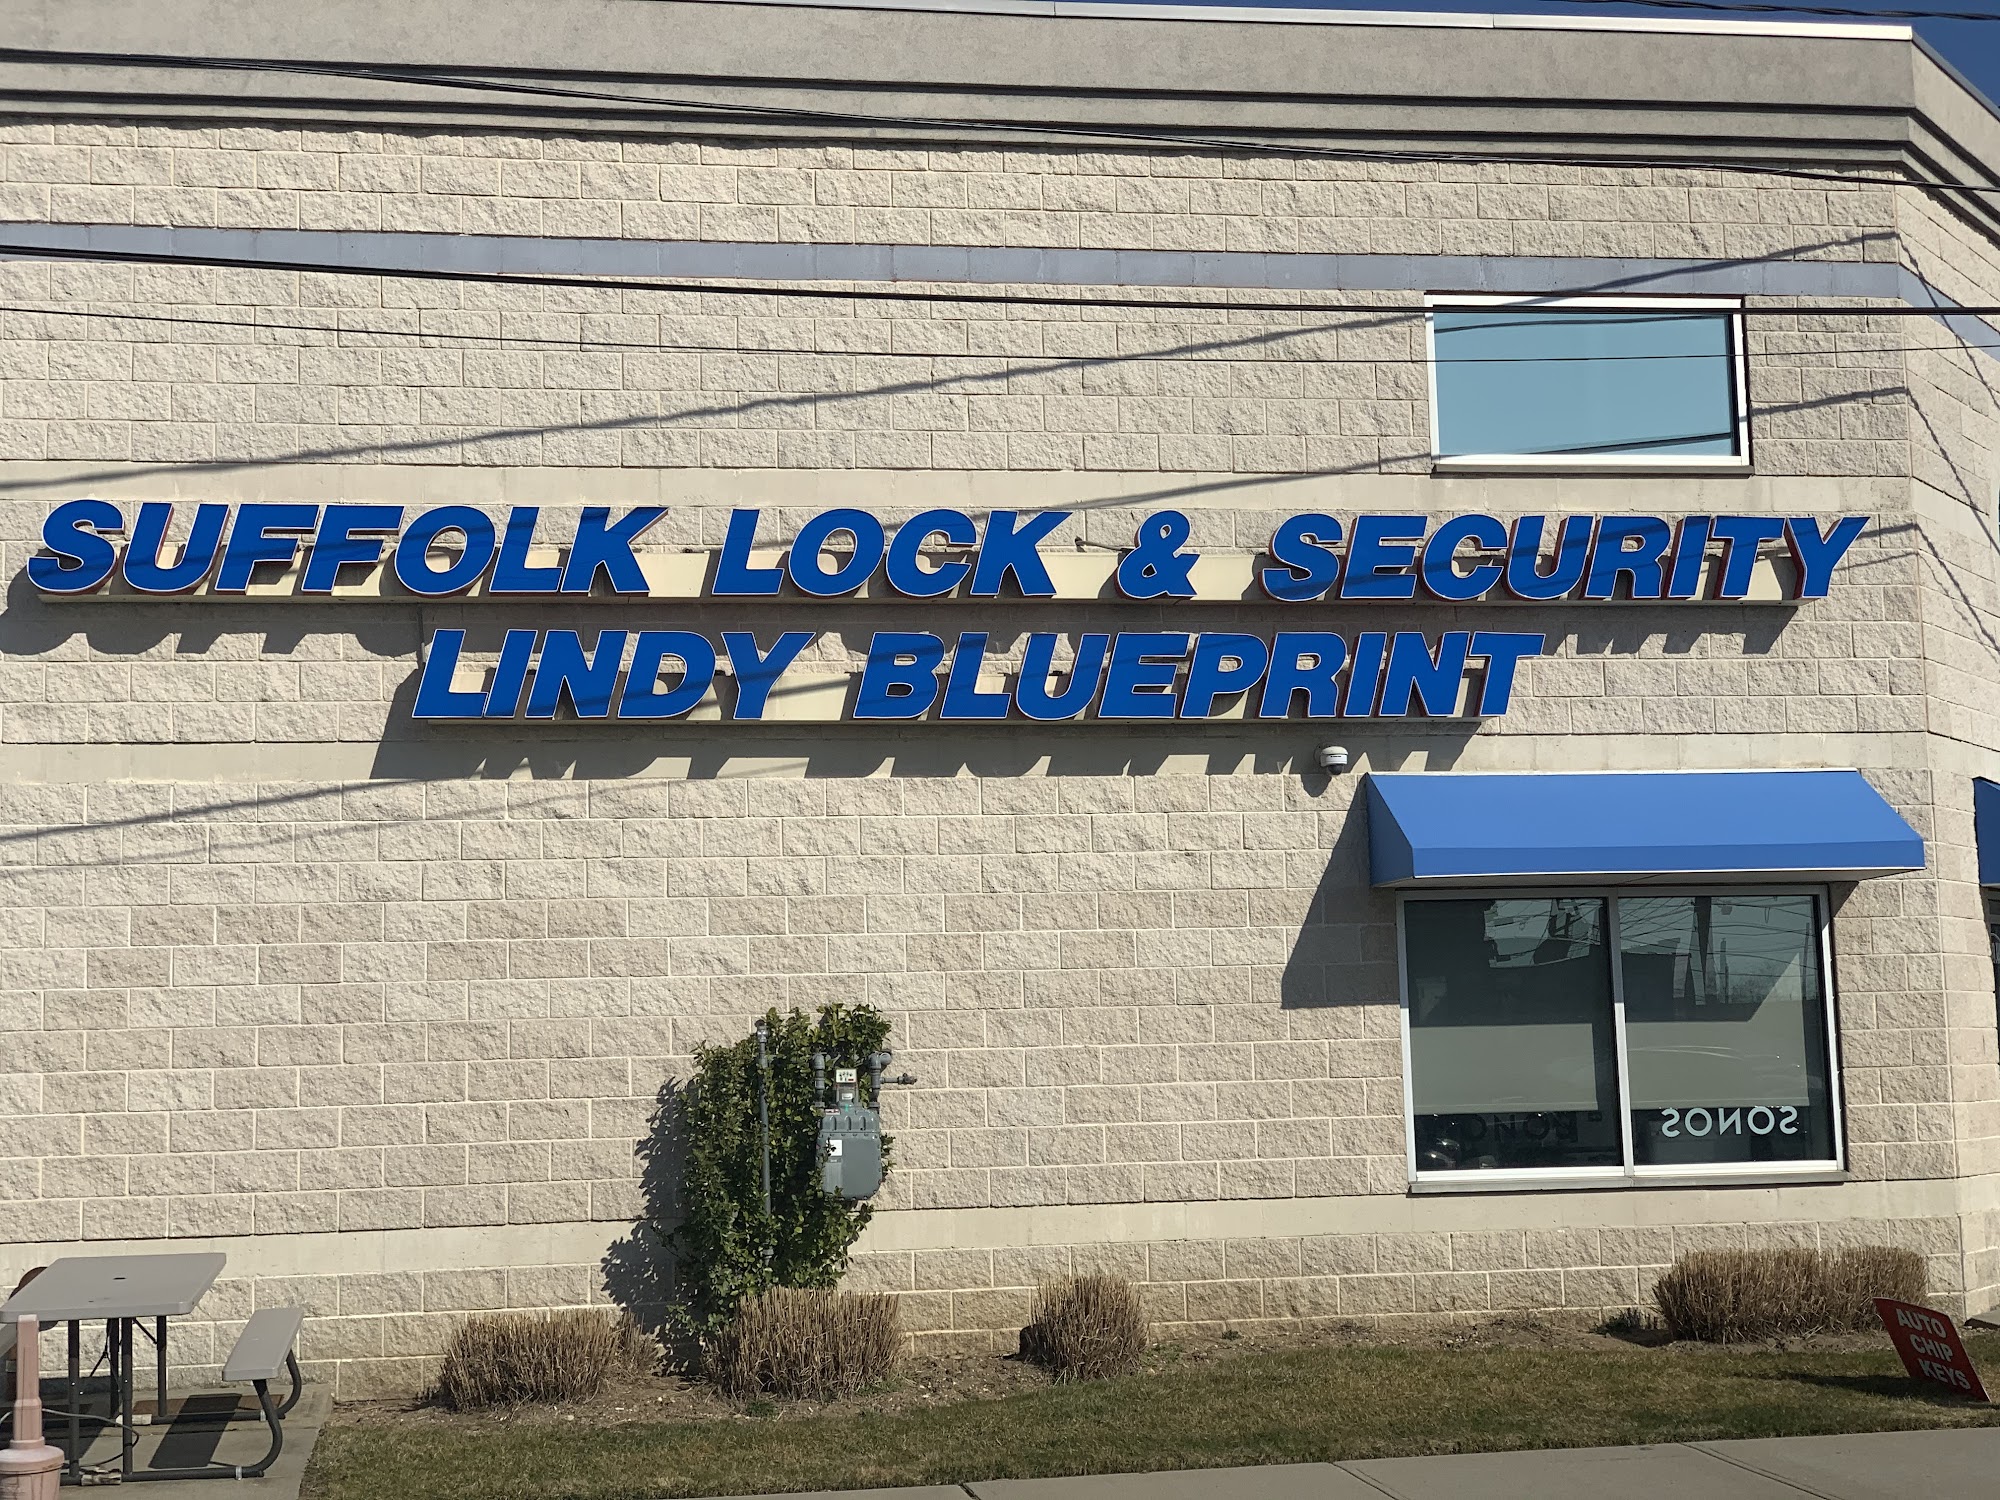 SUFFOLK LOCK & SECURITY
LINDY BLUEPRINT
SONOS
AUTO
CHIP
KEYS